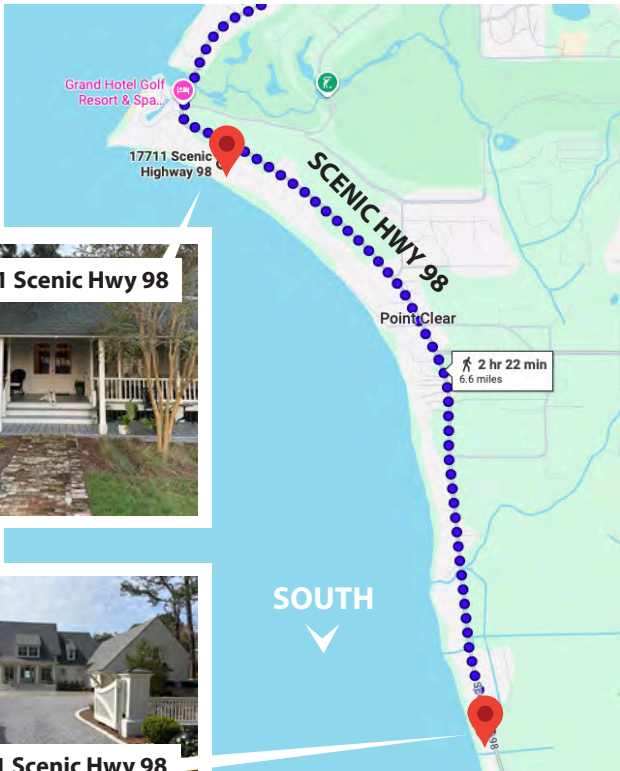 Grand Hotel Golf
Resort & Spa...
17711 Scenic
Highway 98
SCENIC HWY 98
1 Scenic Hwy 98
Point Clear
2 hr 22 min
6.6 miles
SOUTH
98
1 Scenic Hwy 98